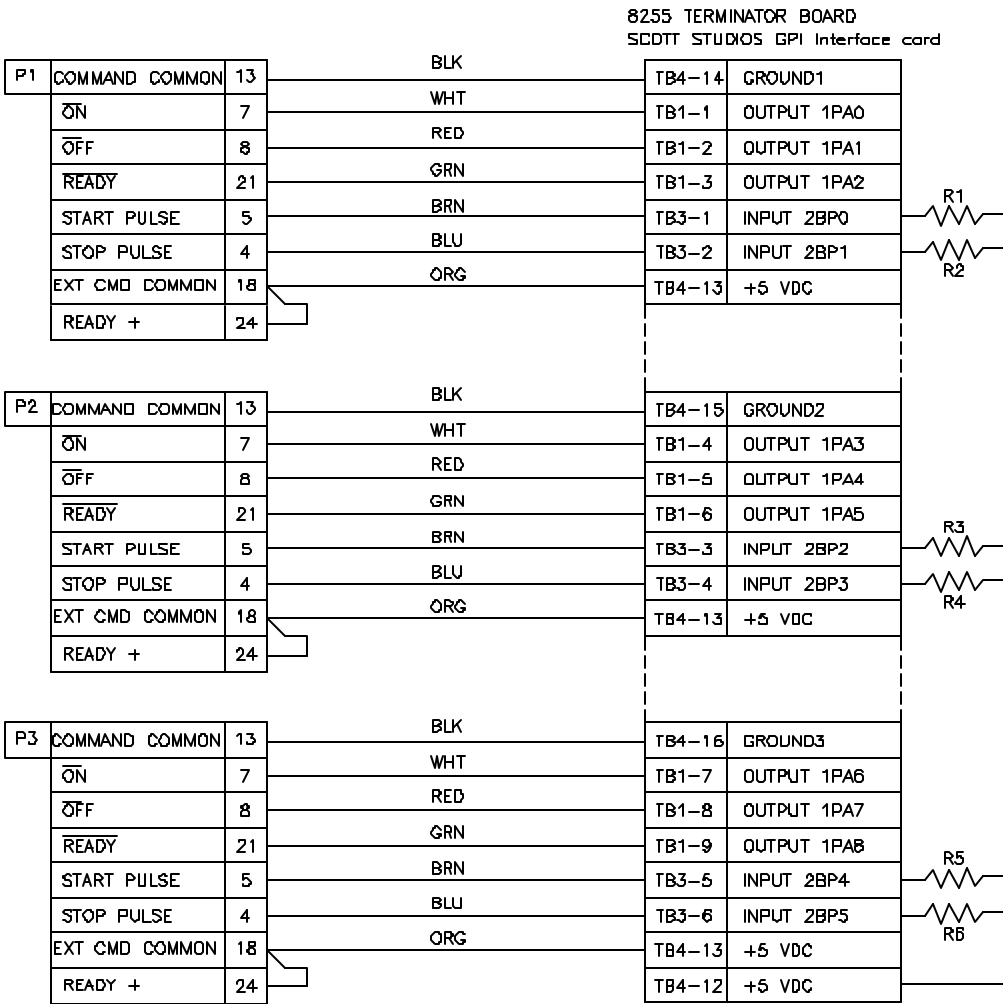 8255 TERMINATOR BOARD
SCOTT STUDIOS GPI Interface card
P1 COMMAND COMMON 13 BLK TB4-14 GROUND1
ON 7 WHT TB1-1 OUTPUT 1PA0
OFF 8 RED TB1-2 OUTPUT 1PA1
READY 21 GRN TB1-3 OUTPUT 1PA2
START PULSE 5 BRN TB3-1 INPUT 2BP0 R1
STOP PULSE 4 BLU TB3-2 INPUT 2BP1 R2
EXT CMD COMMON 18 ORG TB4-13 +5 VDC
READY + 24
P2 COMMAND COMMON 13 BLK TB4-15 GROUND2
ON 7 WHT TB1-4 OUTPUT 1PA3
OFF 8 RED TB1-5 OUTPUT 1PA4
READY 21 GRN TB1-6 OUTPUT 1PA5
START PULSE 5 BRN TB3-3 INPUT 2BP2 R3
STOP PULSE 4 BLU TB3-4 INPUT 2BP3 R4
EXT CMD COMMON 18 ORG TB4-13 +5 VDC
READY + 24
P3 COMMAND COMMON 13 BLK TB4-16 GROUND3
ON 7 WHT TB1-7 OUTPUT 1PA6
OFF 8 RED TB1-8 OUTPUT 1PA7
READY 21 GRN TB1-9 OUTPUT 1PA8
START PULSE 5 BRN TB3-5 INPUT 2BP4 R5
STOP PULSE 4 BLU TB3-6 INPUT 2BP5 R6
EXT CMD COMMON 18 ORG TB4-13 +5 VDC
READY + 24 TB4-12 +5 VDC